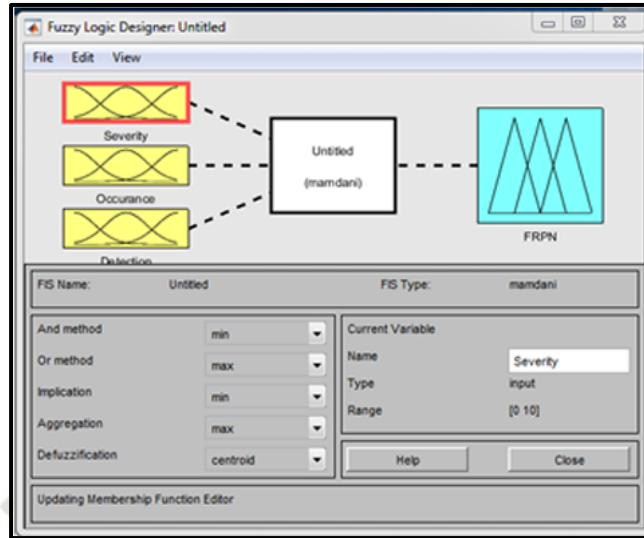 Fuzzy Logic Designer: Untitled
File Edit View
Severity
Occurance
Detection
Untitled
(mamdani)
FRPN
FIS Name: Untitled FIS Type: mamdani
And method min
Or method max
Implication min
Aggregation max
Defuzzification centroid
Current Variable
Name Severity
Type input
Range [0 10]
Help Close
Updating Membership Function Editor